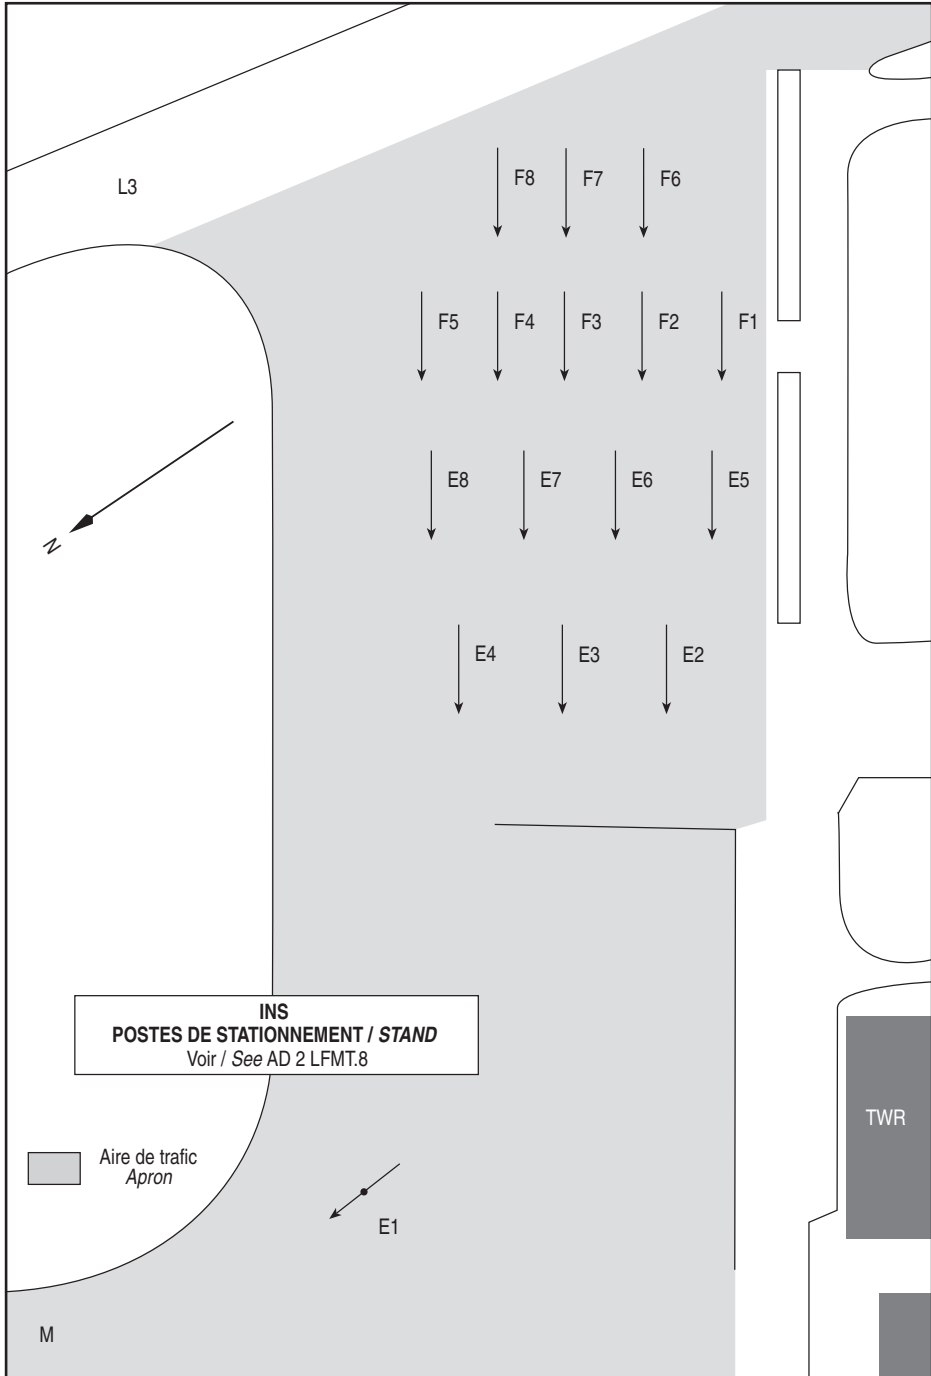 L3
F8 F7 F6
F5 F4 F3 F2 F1
N
E8 E7 E6 E5
E4 E3 E2
INS
POSTES DE STATIONNEMENT / STAND
Voir / See AD 2 LFMT.8
TWR
Aire de trafic
Apron
E1
M